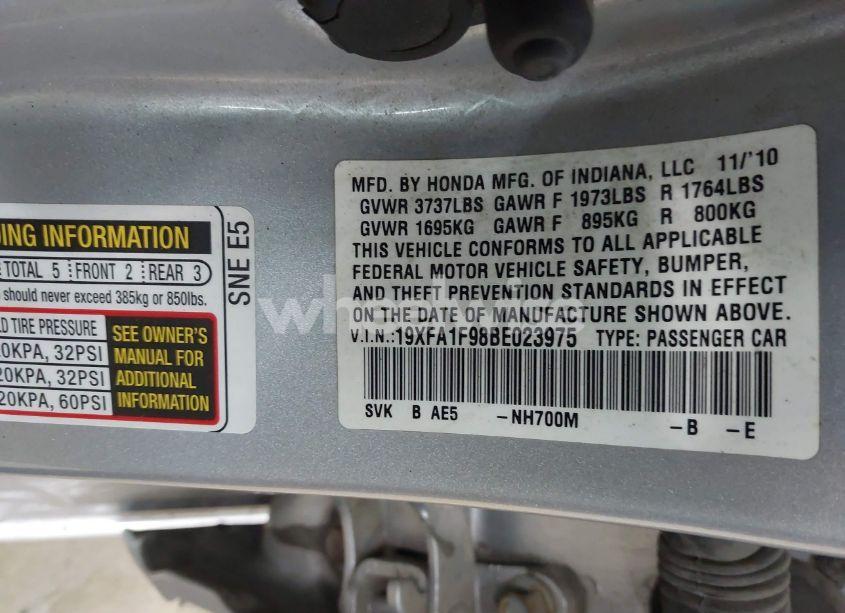 DING INFORMATION
TOTAL 5 FRONT 2 REAR 3
should never exceed 385kg or 850lbs.
TIRE PRESSURE
0KPA, 32PSI
20KPA, 32PSI
20KPA, 60PSI
SEE OWNER'S
MANUAL FOR
ADDITIONAL
INFORMATION
SNE E5
MFD. BY HONDA MFG. OF INDIANA, LLC 11/'10
GVWR 3737LBS GAWR F 1973LBS R 1764LBS
GVWR 1695KG GAWR F 895KG R 800KG
THIS VEHICLE CONFORMS TO ALL APPLICABLE
FEDERAL MOTOR VEHICLE SAFETY, BUMPER,
AND THEFT PREVENTION STANDARDS IN EFFECT
ON THE DATE OF MANUFACTURE SHOWN ABOVE.
V.I.N.:19XFA1F98BE023975 TYPE: PASSENGER CAR
SVK B AE5 -NH700M -B -E